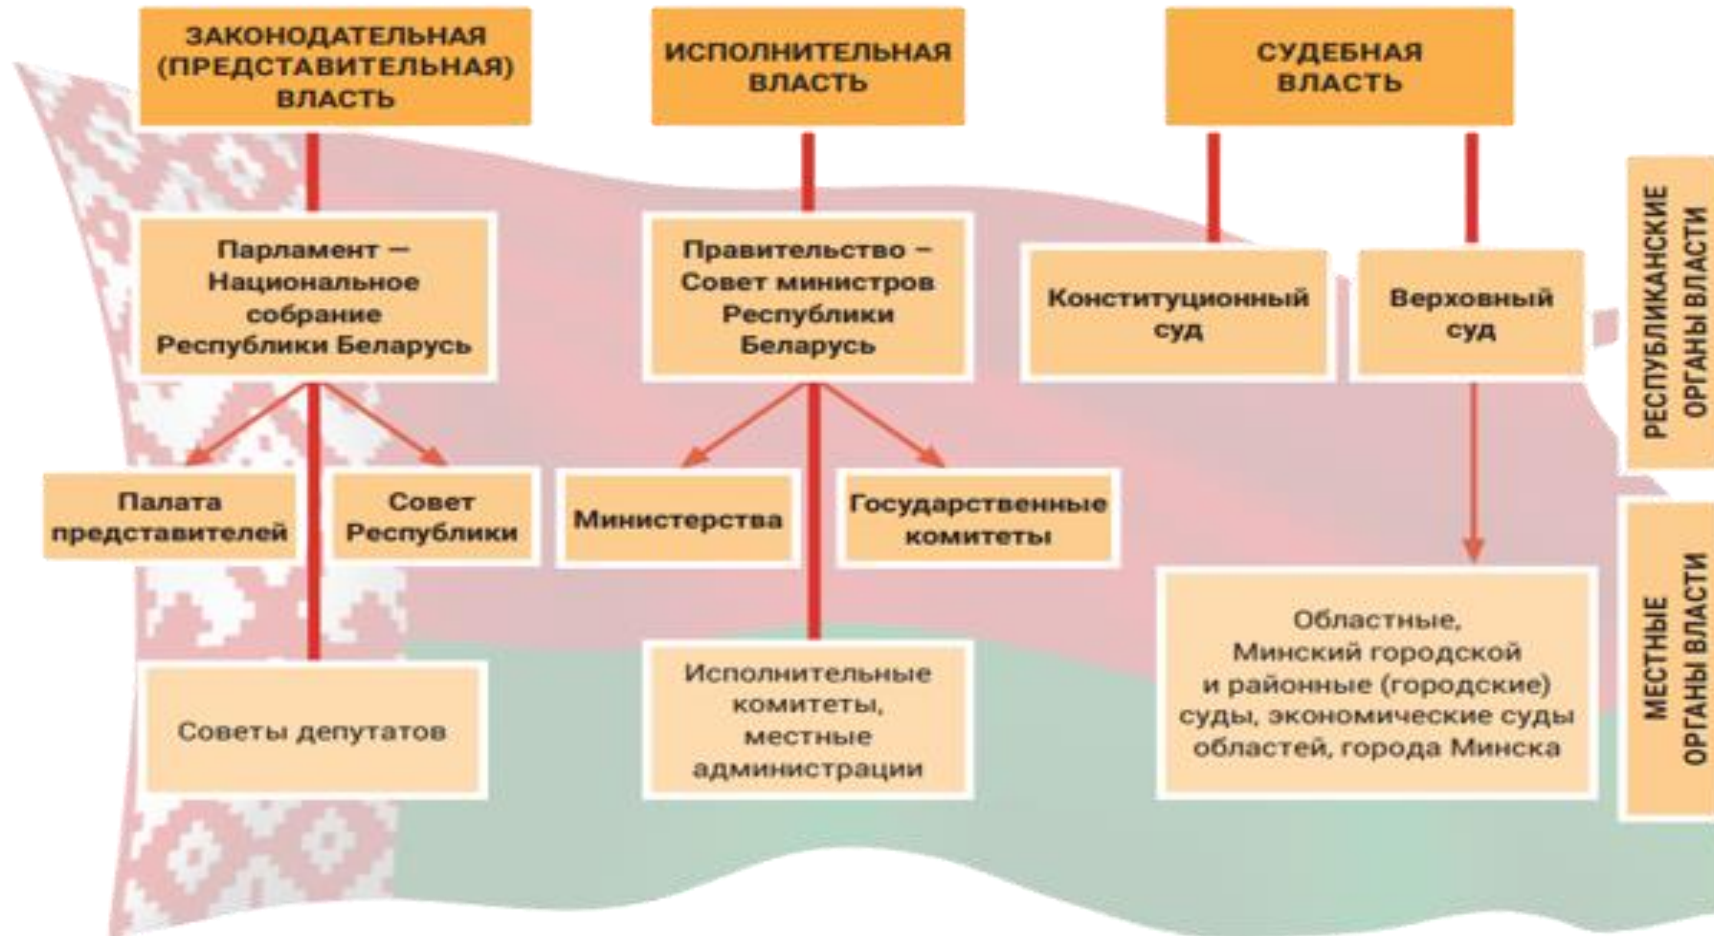 ЗАКОНОДАТЕЛЬНАЯ
(ПРЕДСТАВИТЕЛЬНАЯ)
ВЛАСТЬ
ИСПОЛНИТЕЛЬНАЯ
ВЛАСТЬ
СУДЕБНАЯ
ВЛАСТЬ
Парламент —
Национальное
собрание
Республики Беларусь
Правительство –
Совет министров
Республики
Беларусь
Конституционный
суд
Верховный
суд
РЕСПУБЛИКАНСКИЕ
ОРГАНЫ ВЛАСТИ
Палата
представителей
Совет
Республики
Министерства
Государственные
комитеты
Советы депутатов
Исполнительные
комитеты,
местные
администрации
Областные,
Минский городской
и районные (городские)
суды, экономические суды
областей, города Минска
МЕСТНЫЕ
ОРГАНЫ ВЛАСТИ